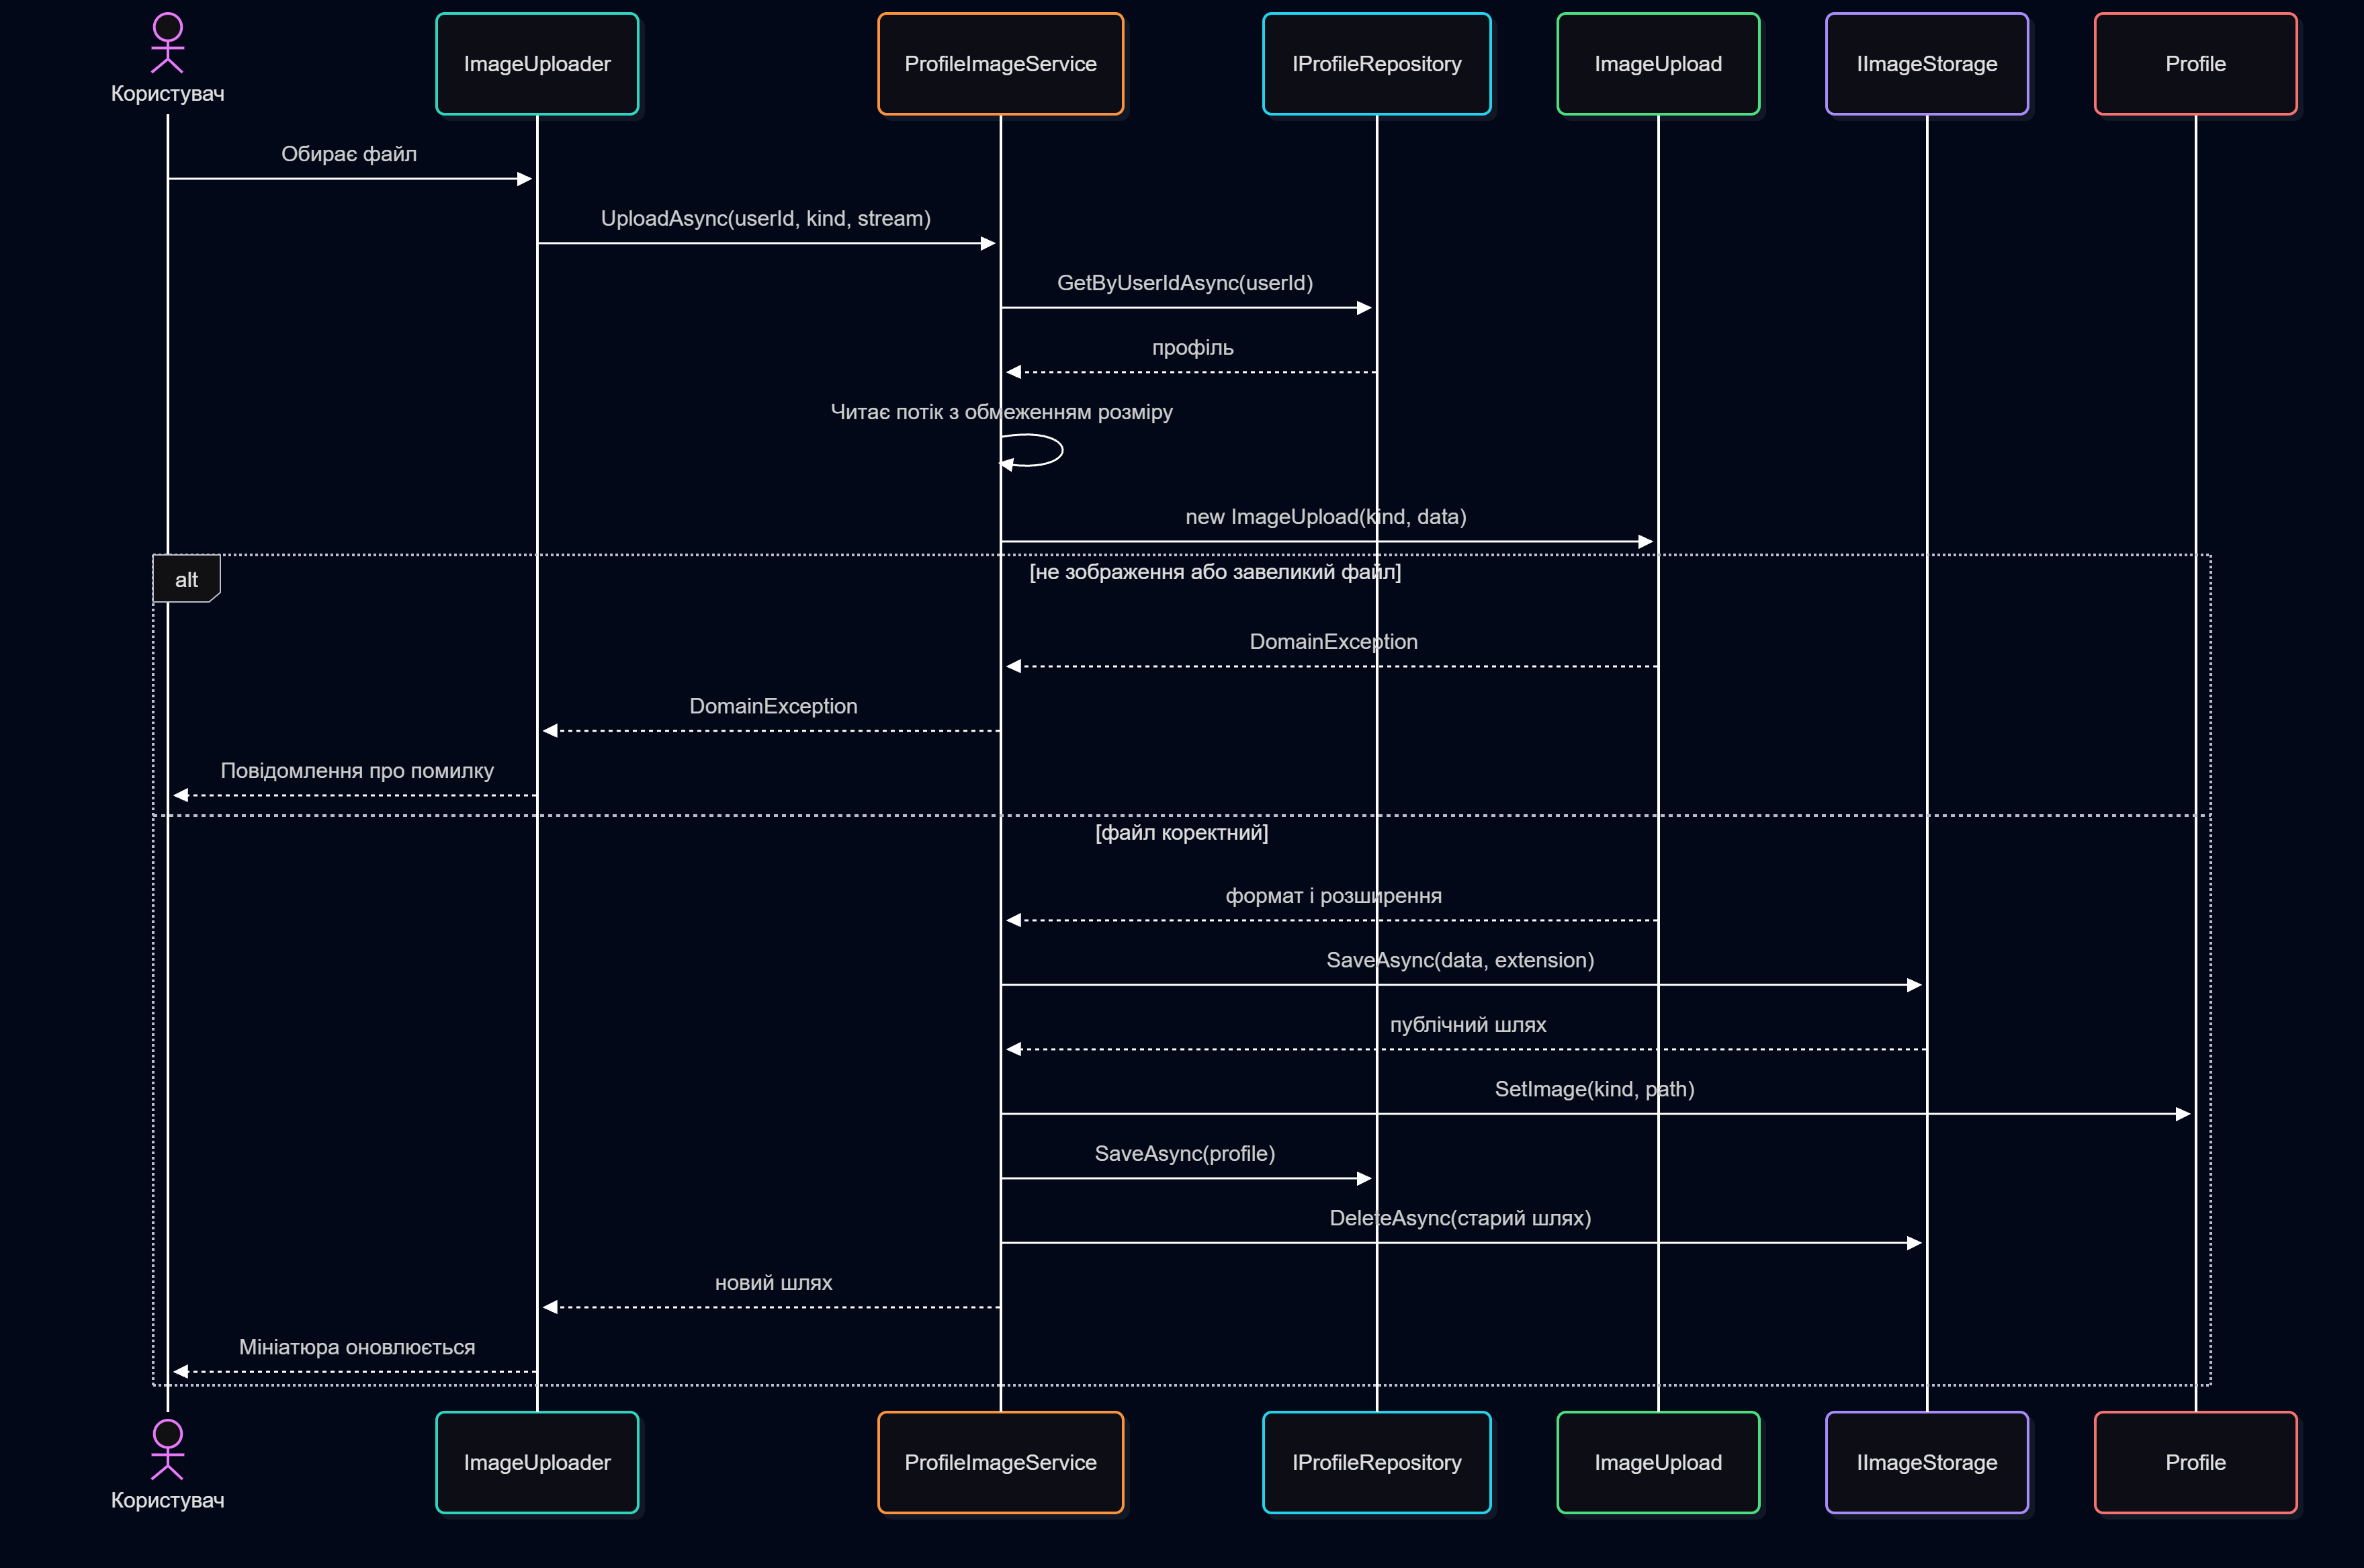 Користувач
ImageUploader
ProfileImageService
IProfileRepository
ImageUpload
IImageStorage
Profile
Обирає файл
UploadAsync(userId, kind, stream)
GetByUserIdAsync(userId)
профіль
Читає потік з обмеженням розміру
new ImageUpload(kind, data)
alt
[не зображення або завеликий файл]
DomainException
DomainException
Повідомлення про помилку
[файл коректний]
формат і розширення
SaveAsync(data, extension)
публічний шлях
SetImage(kind, path)
SaveAsync(profile)
DeleteAsync(старий шлях)
новий шлях
Мініатюра оновлюється
Користувач
ImageUploader
ProfileImageService
IProfileRepository
ImageUpload
IImageStorage
Profile